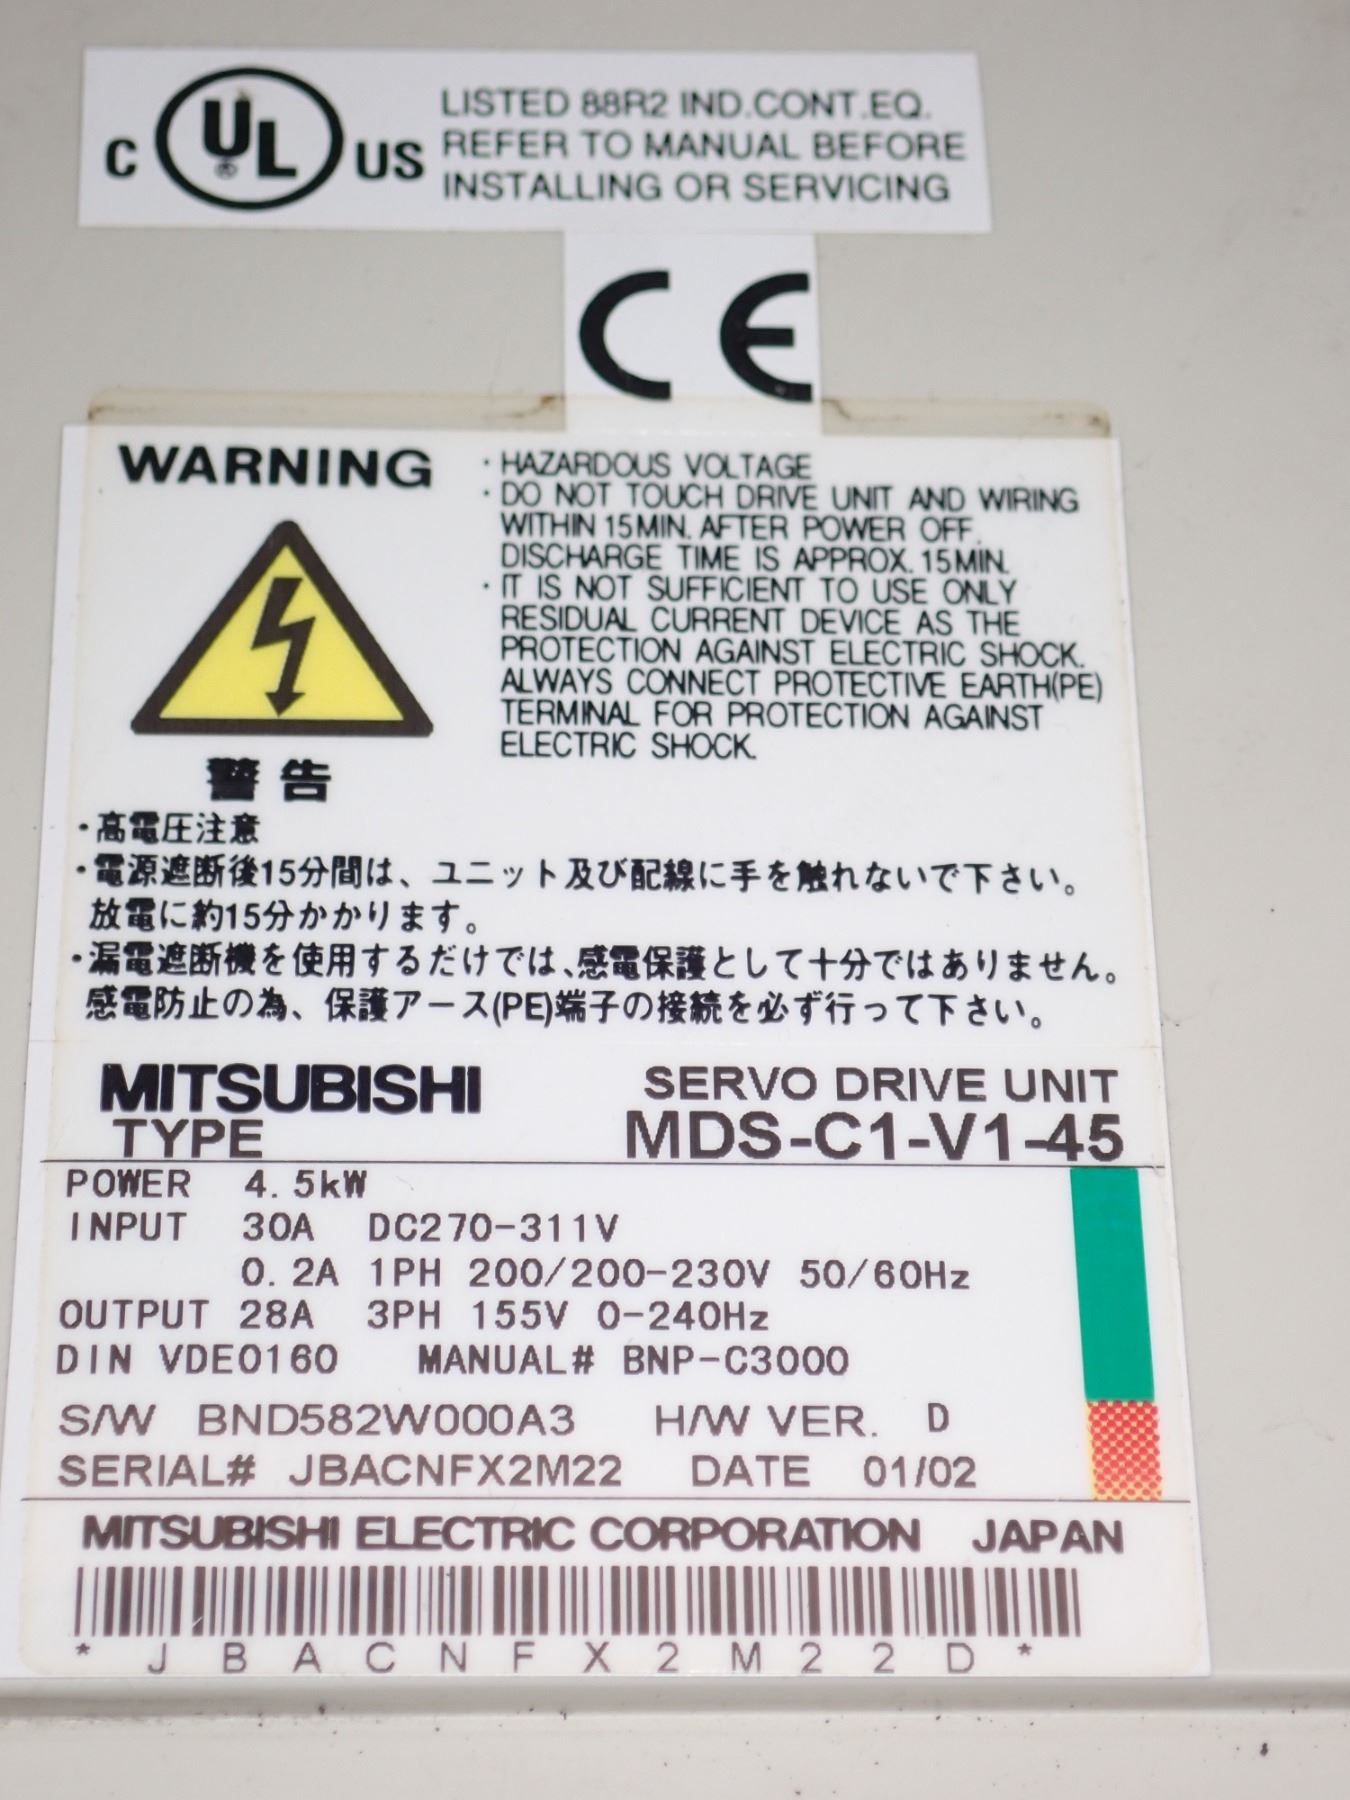 C UL US LISTED 88R2 IND.CONT.EQ.
REFER TO MANUAL BEFORE
INSTALLING OR SERVICING
CE
WARNING
・HAZARDOUS VOLTAGE
・DO NOT TOUCH DRIVE UNIT AND WIRING
WITHIN 15MIN. AFTER POWER OFF.
DISCHARGE TIME IS APPROX. 15MIN.
・IT IS NOT SUFFICIENT TO USE ONLY
RESIDUAL CURRENT DEVICE AS THE
PROTECTION AGAINST ELECTRIC SHOCK.
ALWAYS CONNECT PROTECTIVE EARTH(PE)
TERMINAL FOR PROTECTION AGAINST
ELECTRIC SHOCK.
警告
・高電圧注意
・電源遮断後15分間は、ユニット及び配線に手を触れないで下さい。
放電に約15分かかります。
・漏電遮断機を使用するだけでは、感電保護として十分ではありません。
感電防止の為、保護アース(PE)端子の接続を必ず行って下さい。
MITSUBISHI SERVO DRIVE UNIT
TYPE MDS-C1-V1-45
POWER 4.5kW
INPUT 30A DC270-311V
0.2A 1PH 200/200-230V 50/60Hz
OUTPUT 28A 3PH 155V 0-240Hz
DIN VDE0160 MANUAL# BNP-C3000
S/W BND582W000A3 H/W VER. D
SERIAL# JBACNFX2M22 DATE 01/02
MITSUBISHI ELECTRIC CORPORATION JAPAN
*JBACNFX2M22D*